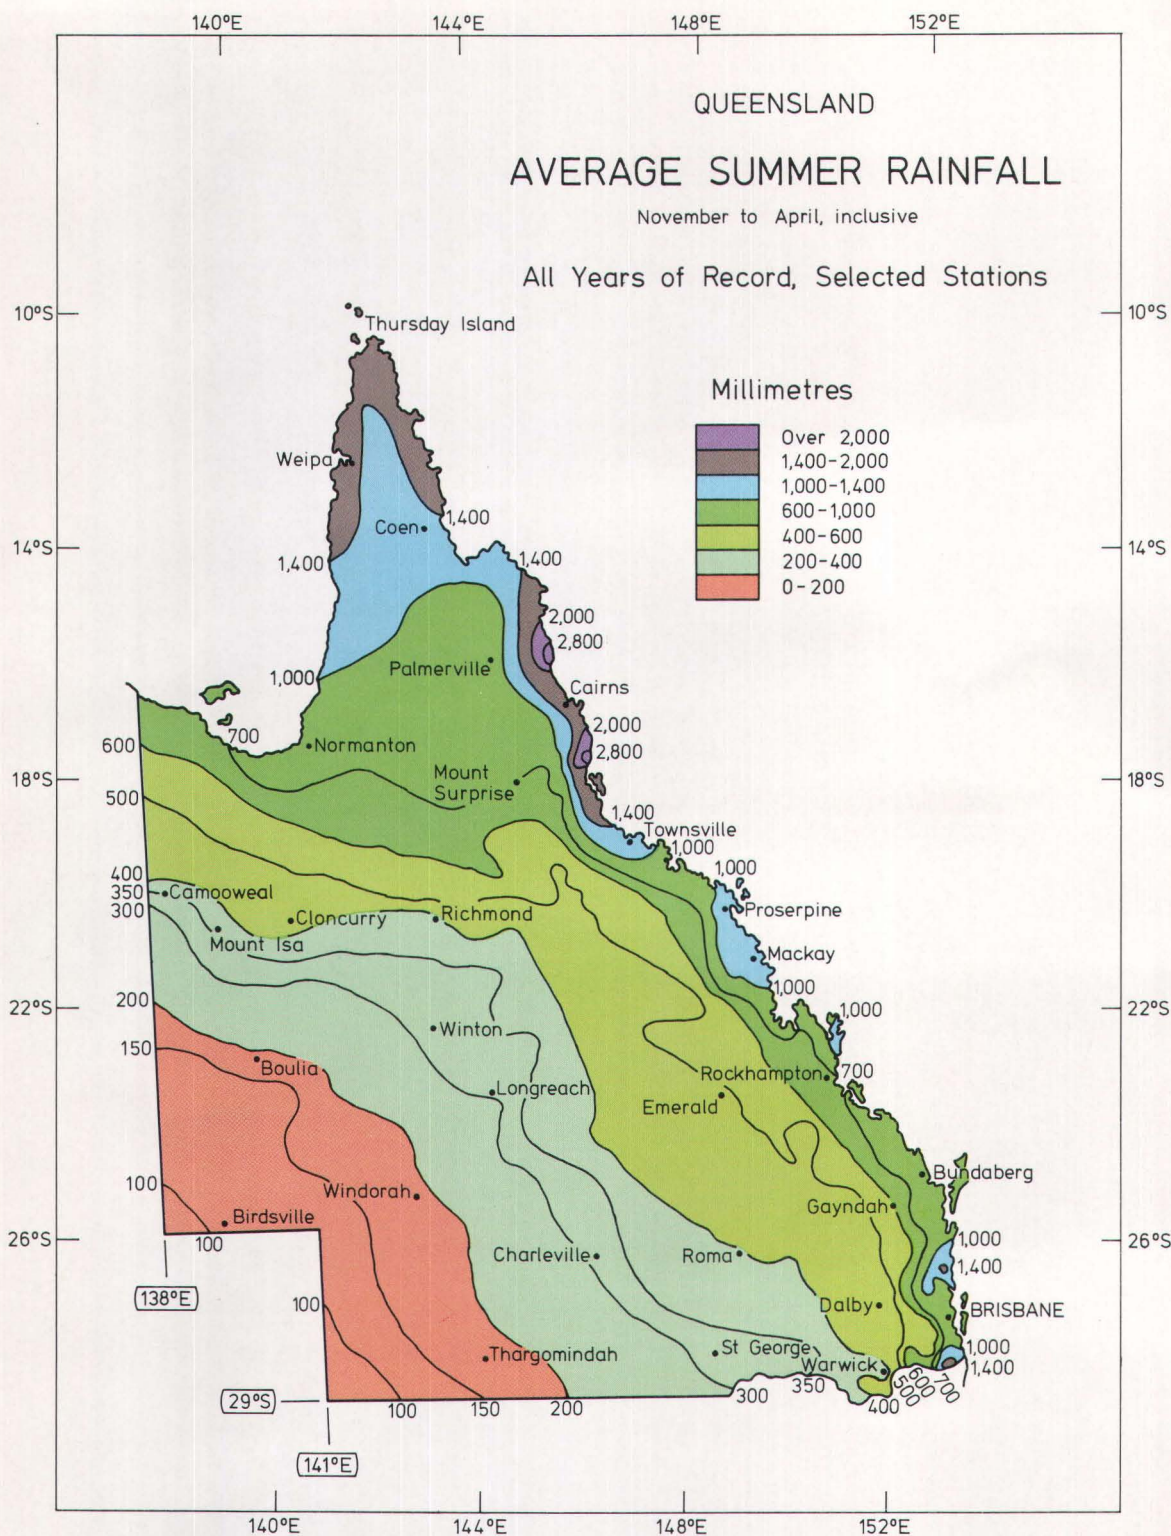 140°E 144°E 148°E 152°E
QUEENSLAND
AVERAGE SUMMER RAINFALL
November to April, inclusive
All Years of Record, Selected Stations
10°S 10°S
Thursday Island
Millimetres
Over 2,000
1,400-2,000
1,000-1,400
600-1,000
400-600
200-400
0-200
Weipa
1,400
Coen
14°S 14°S
1,400
1,400
2,000
2,800
Palmerville
1,000
Cairns
2,000
700
600
Normanton
2,800
Mount
Surprise
18°S 18°S
500
1,400
Townsville
1,000
1,000
400
350
Camooweal
300
Cloncurry
Richmond
Proserpine
Mount Isa
Mackay
1,000
200
22°S 22°S
1,000
Winton
150
Boulia
Rockhampton
700
Longreach
Emerald
Bundaberg
100
Windorah
Gayndah
Birdsville
100
26°S 26°S
1,000
Charleville
Roma
1,400
138°E
100
Dalby
BRISBANE
Thargomindah
St George
1,000
Warwick
1,400
29°S
100
150
200
300
350
400
500
600
700
141°E
140°E 144°E 148°E 152°E